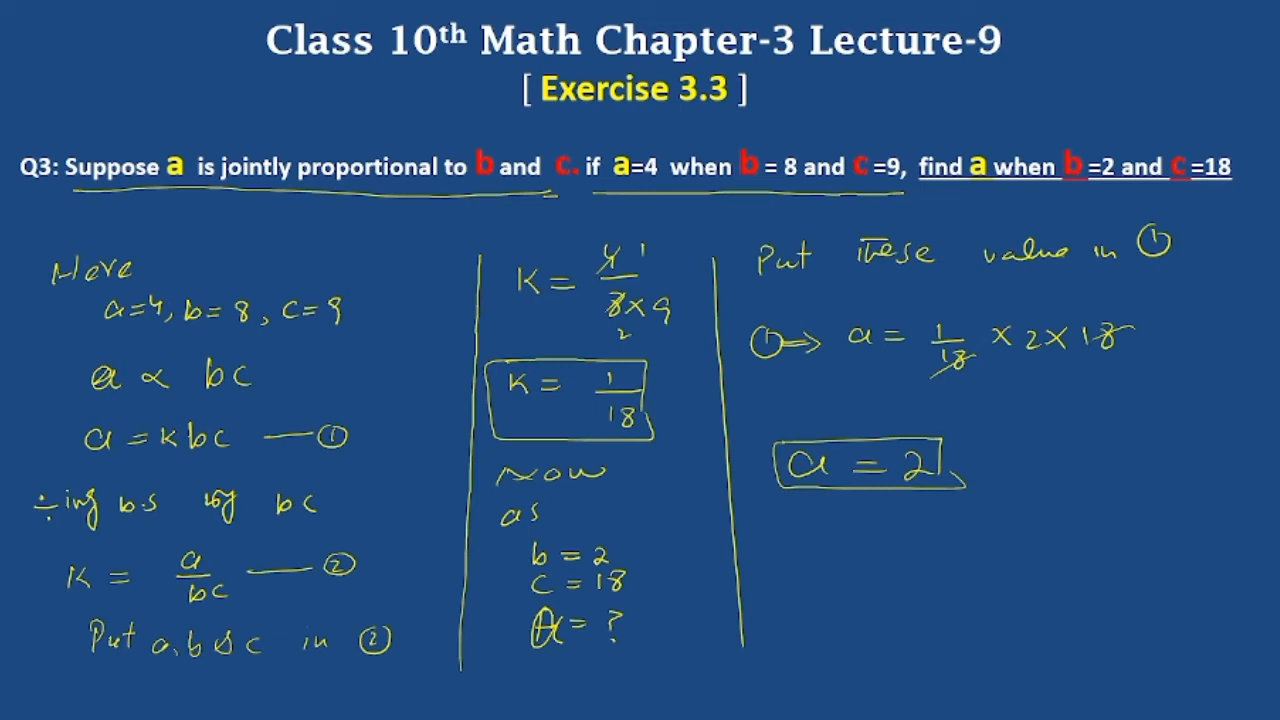 Class 10th Math Chapter-3 Lecture-9
[ Exercise 3.3 ]
Q3: Suppose a is jointly proportional to b and c. if a=4 when b = 8 and c =9, find a when b =2 and c =18
Here
a=4, b = 8, c = 9
a ∝ bc
a = K bc — ①
÷ing b.s by bc
K = a/bc — ②
Put a, b & c in ②
K = 4 1
8 x 9
2
K = 1/18
Now
as
b = 2
c = 18
A = ?
Put these value in ①
① ⇒ a = 1/18 x 2 x 18
a = 2